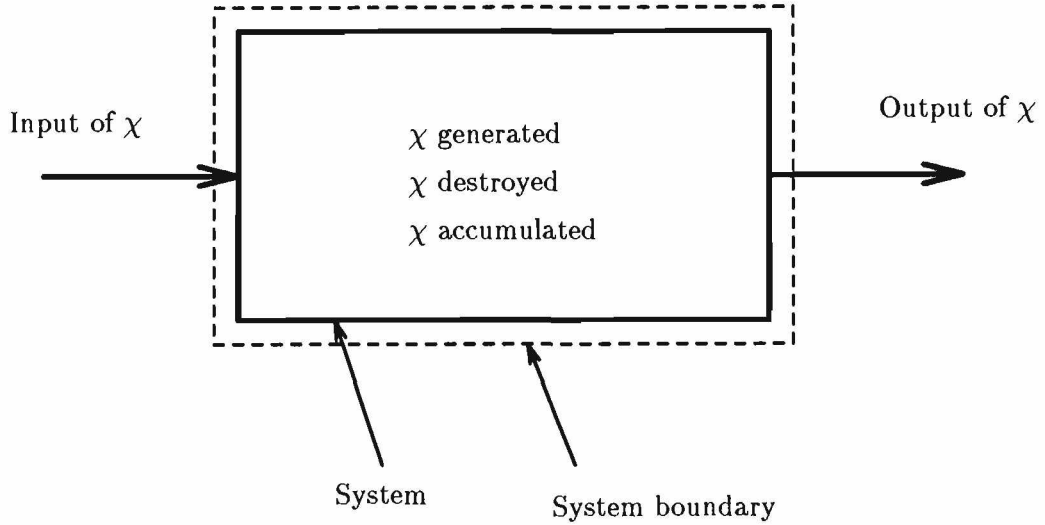 Input of χ
Output of χ
χ generated
χ destroyed
χ accumulated
System
System boundary